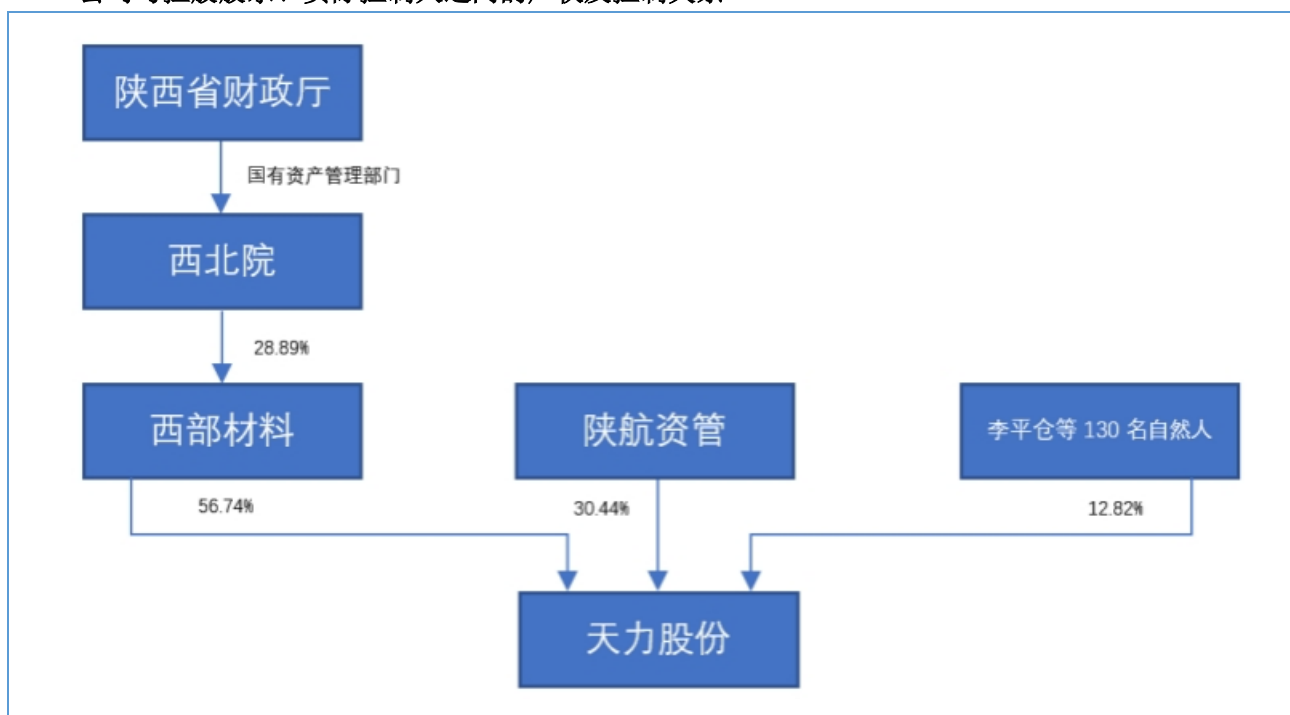 陕西省财政厅
国有资产管理部门
西北院
28.89%
西部材料
陕航资管
李平仓等 130 名自然人
56.74%
30.44%
12.82%
天力股份